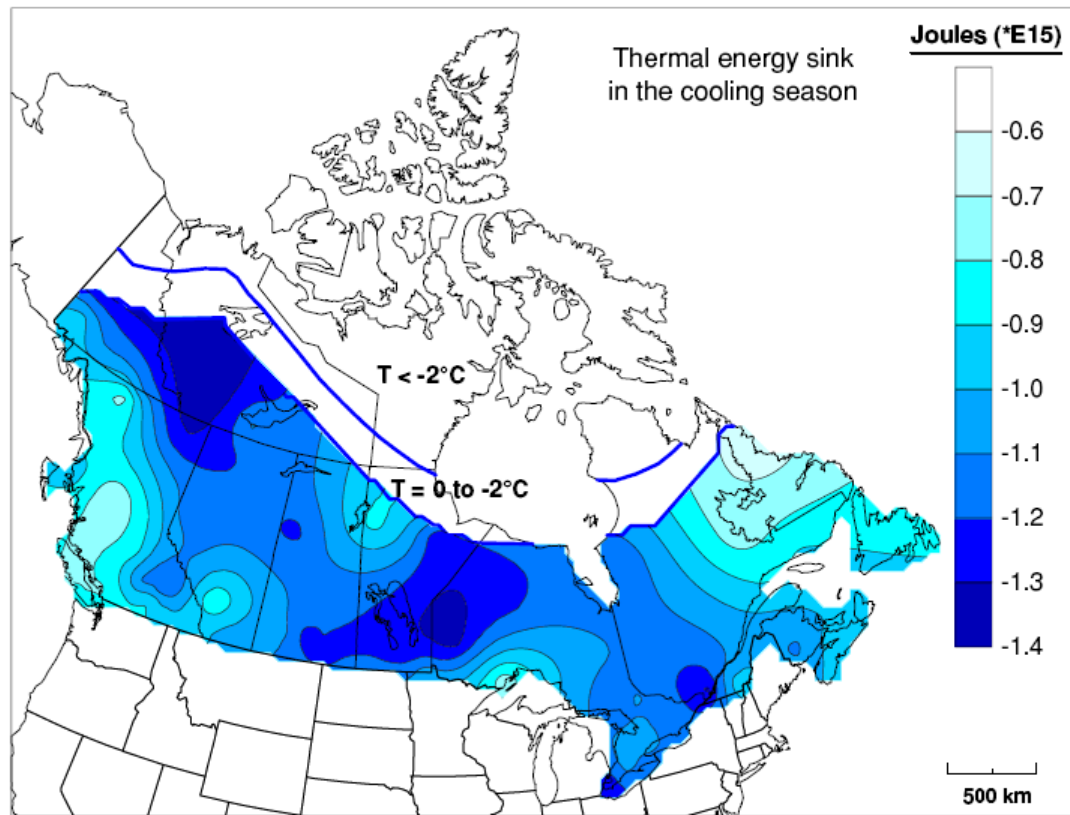 Thermal energy sink
in the cooling season
Joules (*E15)
-0.6
-0.7
-0.8
-0.9
-1.0
-1.1
-1.2
-1.3
-1.4
T < -2°C
T = 0 to -2°C
500 km